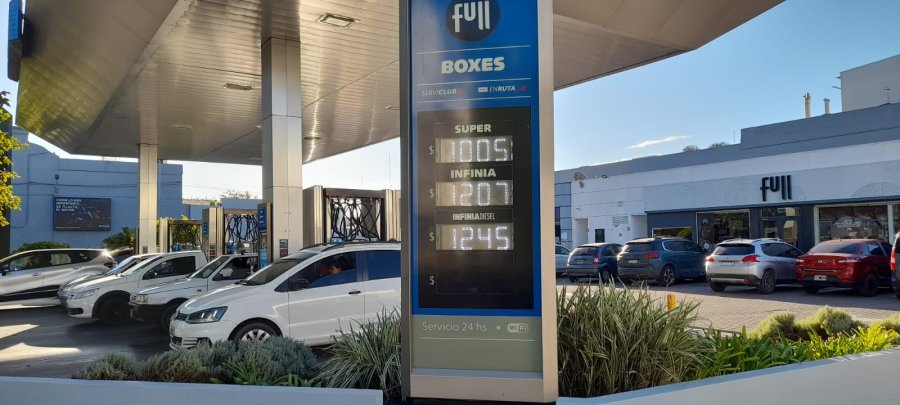 full
BOXES
SERVICLUB
ENRUTA
SUPER
$ 1005
INFINIA
$ 1207
INFINIA DIESEL
$ 1245
$
Servicio 24 hs • WiFi
full